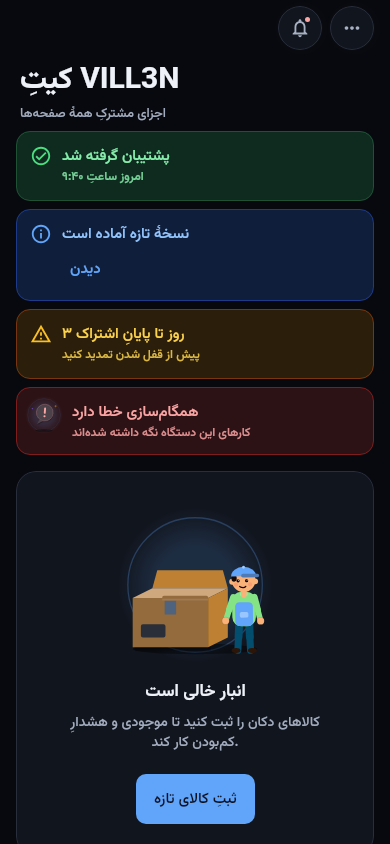 کیتِ VILL3N
اجزای مشترکِ همهٔ صفحه‌ها
پشتیبان گرفته شد
امروز ساعتِ ۹:۴۰
نسخهٔ تازه آماده است
دیدن
۳ روز تا پایانِ اشتراک
پیش از قفل شدن تمدید کنید
همگام‌سازی خطا دارد
کارهای این دستگاه نگه داشته شده‌اند
انبار خالی است
کالاهای دکان را ثبت کنید تا موجودی و هشدارِ
کم‌بودن کار کند.
ثبتِ کالای تازه